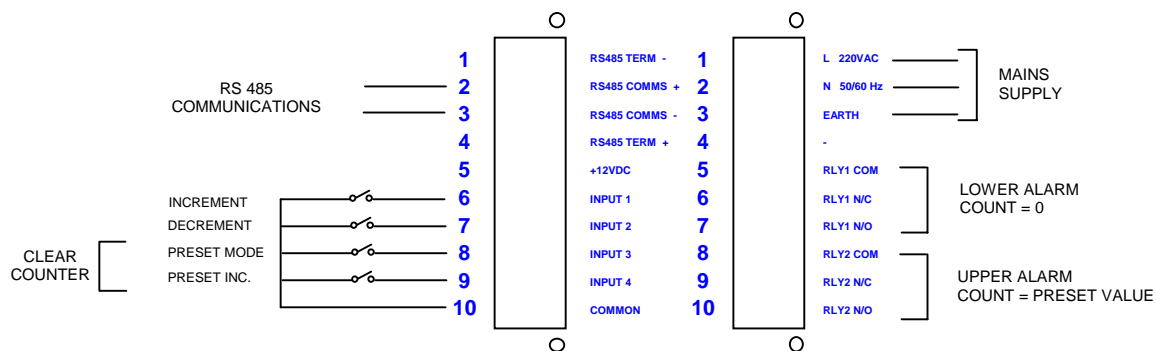 RS 485
COMMUNICATIONS
INCREMENT
DECREMENT
PRESET MODE
PRESET INC.
CLEAR
COUNTER
1 RS485 TERM -
2 RS485 COMMS +
3 RS485 COMMS -
4 RS485 TERM +
5 +12VDC
6 INPUT 1
7 INPUT 2
8 INPUT 3
9 INPUT 4
10 COMMON
1 L 220VAC
2 N 50/60 Hz
3 EARTH
4 -
5 RLY1 COM
6 RLY1 N/C
7 RLY1 N/O
8 RLY2 COM
9 RLY2 N/C
10 RLY2 N/O
MAINS
SUPPLY
LOWER ALARM
COUNT = 0
UPPER ALARM
COUNT = PRESET VALUE